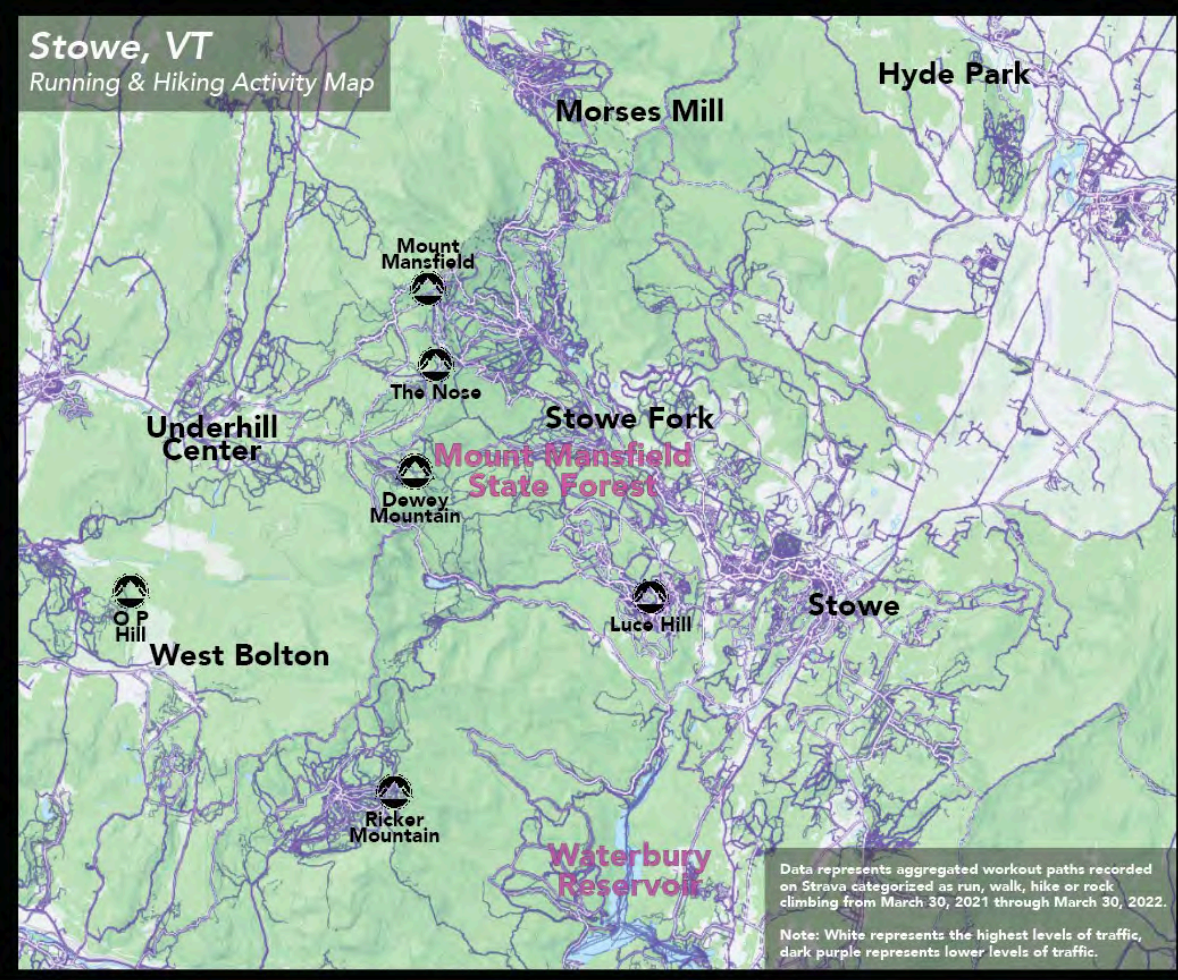 Stowe, VT
Running & Hiking Activity Map
Hyde Park
Morses Mill
Mount
Mansfield
The Nose
Stowe Fork
Underhill
Center
Mount Mansfield
State Forest
Dewey
Mountain
O P
Hill
Luce Hill
Stowe
West Bolton
Ricker
Mountain
Waterbury
Reservoir
Data represents aggregated workout paths recorded
on Strava categorized as run, walk, hike or rock
climbing from March 30, 2021 through March 30, 2022.
Note: White represents the highest levels of traffic,
dark purple represents lower levels of traffic.